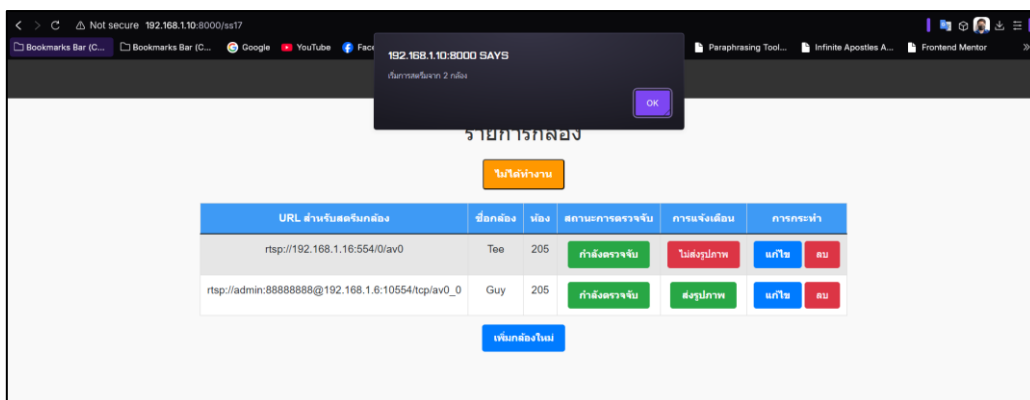 Not secure 192.168.1.10:8000/ss17
Bookmarks Bar (C... Bookmarks Bar (C... Google YouTube Paraphrasing Tool... Infinite Apostles A... Frontend Mentor
192.168.1.10:8000 SAYS
เริ่มการสตรีมจาก 2 กล้อง
OK
รายการกล้อง
ไม่ได้ทำงาน
URL สำหรับสตรีมกล้อง ชื่อกล้อง ห้อง สถานะการตรวจจับ การแจ้งเตือน การกระทำ
rtsp://192.168.1.16:554/0/av0 Tee 205 กำลังตรวจจับ ไม่ส่งรูปภาพ แก้ไข ลบ
rtsp://admin:88888888@192.168.1.6:10554/tcp/av0_0 Guy 205 กำลังตรวจจับ ส่งรูปภาพ แก้ไข ลบ
เพิ่มกล้องใหม่